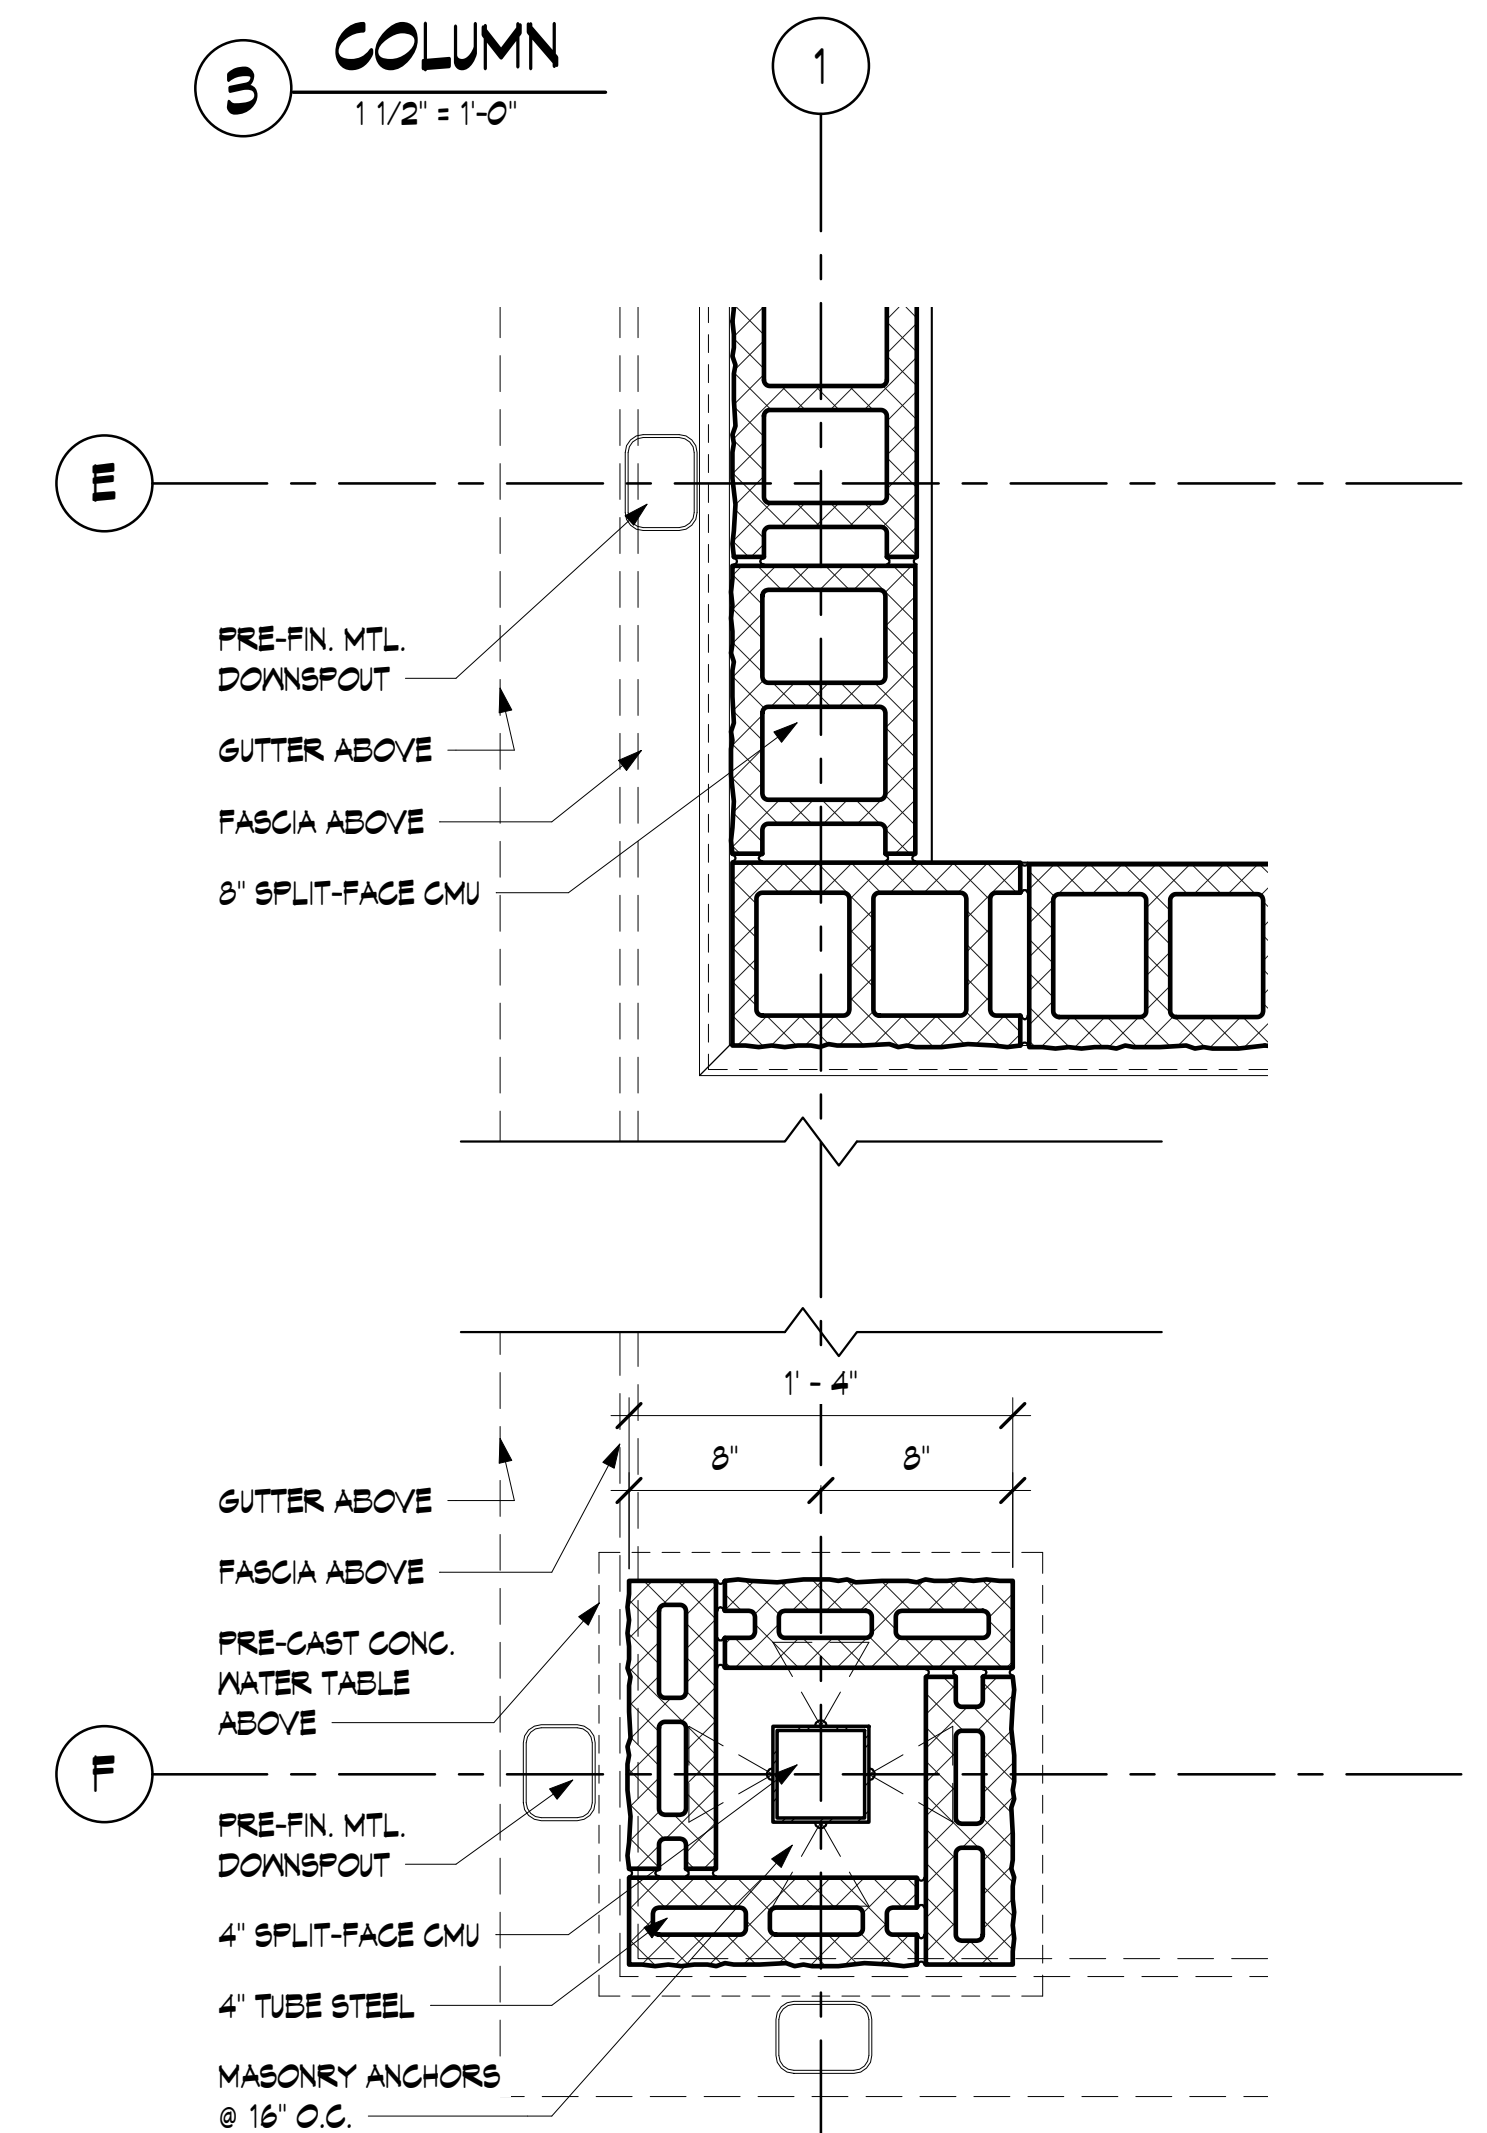 3
COLUMN
1 1/2" = 1'-0"
1
E
PRE-FIN. MTL.
DOWNSPOUT
GUTTER ABOVE
FASCIA ABOVE
8" SPLIT-FACE CMU
1' - 4"
8" 8"
GUTTER ABOVE
FASCIA ABOVE
PRE-CAST CONC.
WATER TABLE
ABOVE
F
PRE-FIN. MTL.
DOWNSPOUT
4" SPLIT-FACE CMU
4" TUBE STEEL
MASONRY ANCHORS
@ 16" O.C.